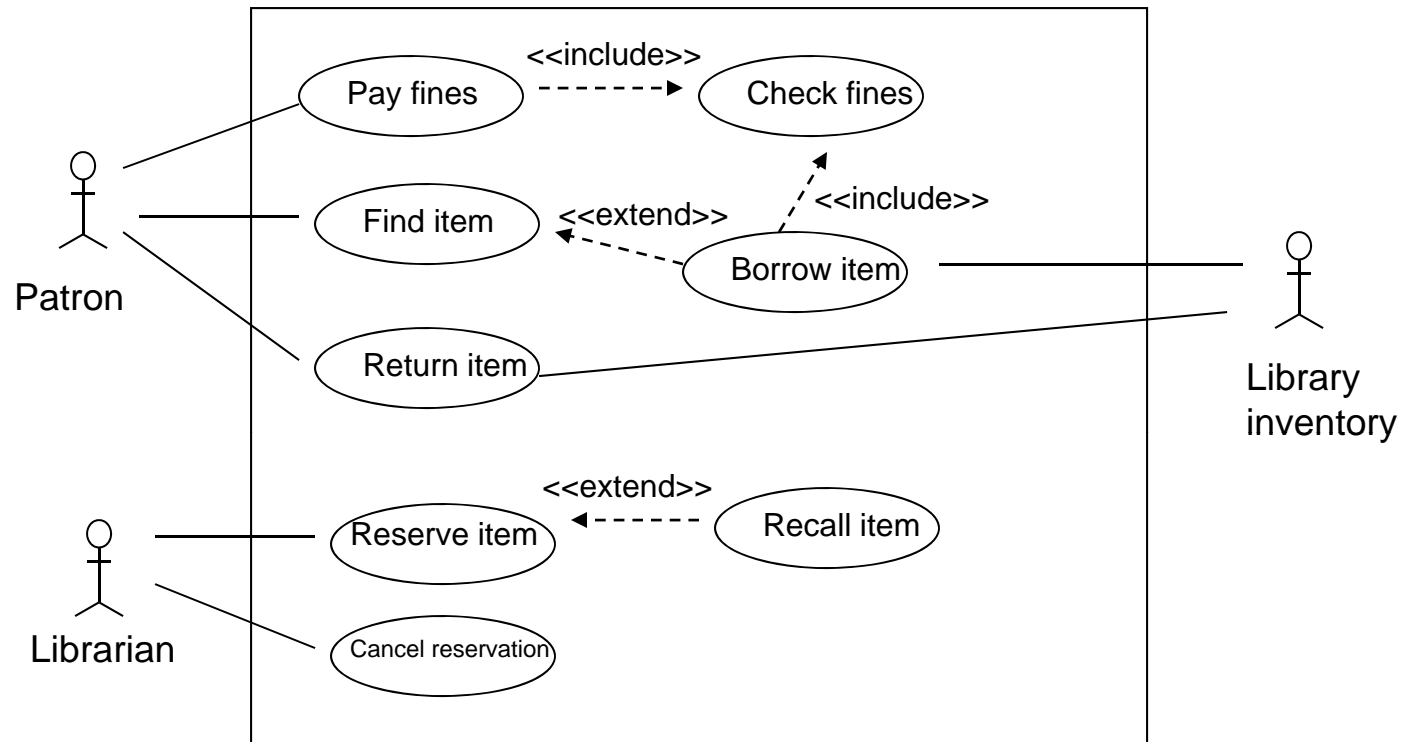 <<include>>
Pay fines
Check fines
Find item
<<extend>>
<<include>>
Borrow item
Patron
Return item
Library
inventory
<<extend>>
Reserve item
Recall item
Librarian
Cancel reservation